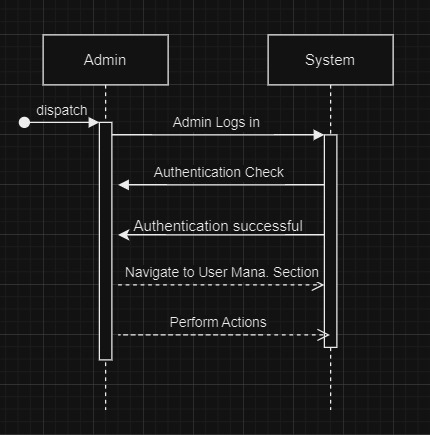 Admin
System
dispatch
Admin Logs in
Authentication Check
Authentication successful
Navigate to User Mana. Section
Perform Actions